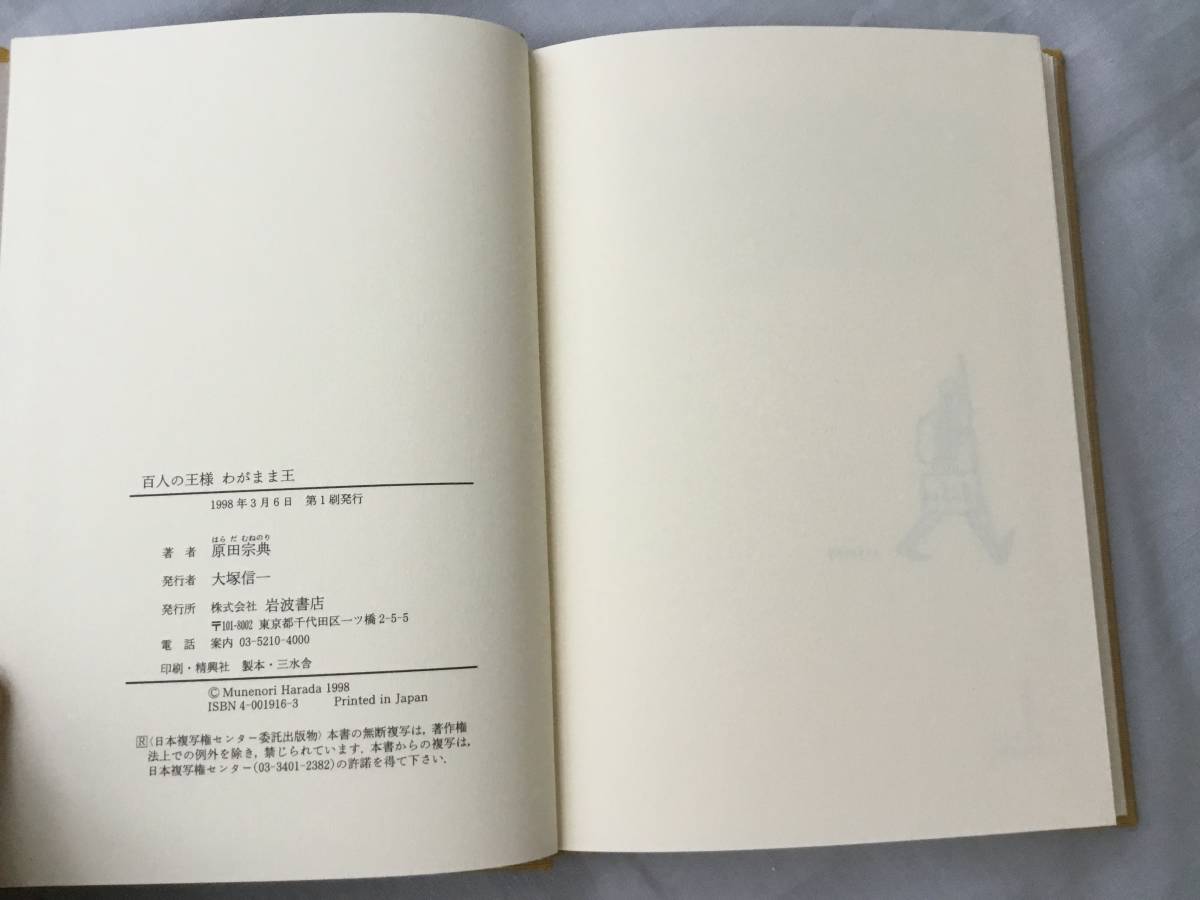 百人の王様 わがまま王
1998年3月6日 第1刷発行
はら だ むねのり
著 者 原田宗典
発行者 大塚信一
発行所 株式会社 岩波書店
〒101-8002 東京都千代田区一ツ橋2-5-5
電 話 案内 03-5210-4000
印刷・精興社 製本・三水舎
© Munenori Harada 1998
ISBN 4-001916-3 Printed in Japan
Ⓡ〈日本複写権センター委託出版物〉本書の無断複写は，著作権
法上での例外を除き，禁じられています．本書からの複写は，
日本複写権センター(03-3401-2382)の許諾を得て下さい．